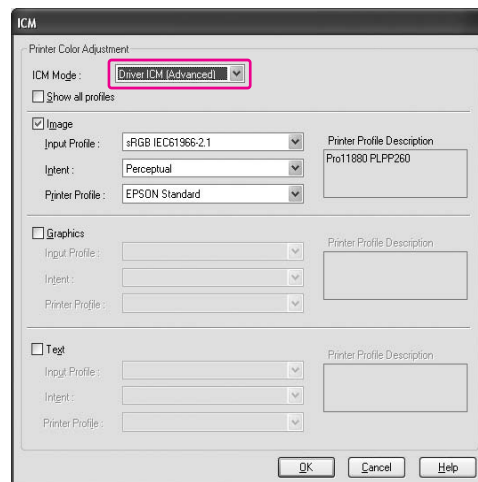 ICM
Printer Color Adjustment
ICM Mode : Driver ICM (Advanced)
Show all profiles
Image
Input Profile : sRGB IEC61966-2.1 Printer Profile Description
Pro11880 PLPP260
Intent : Perceptual
Printer Profile : EPSON Standard
Graphics
Input Profile : Printer Profile Description
Intent :
Printer Profile :
Text
Input Profile : Printer Profile Description
Intent :
Printer Profile :
OK Cancel Help